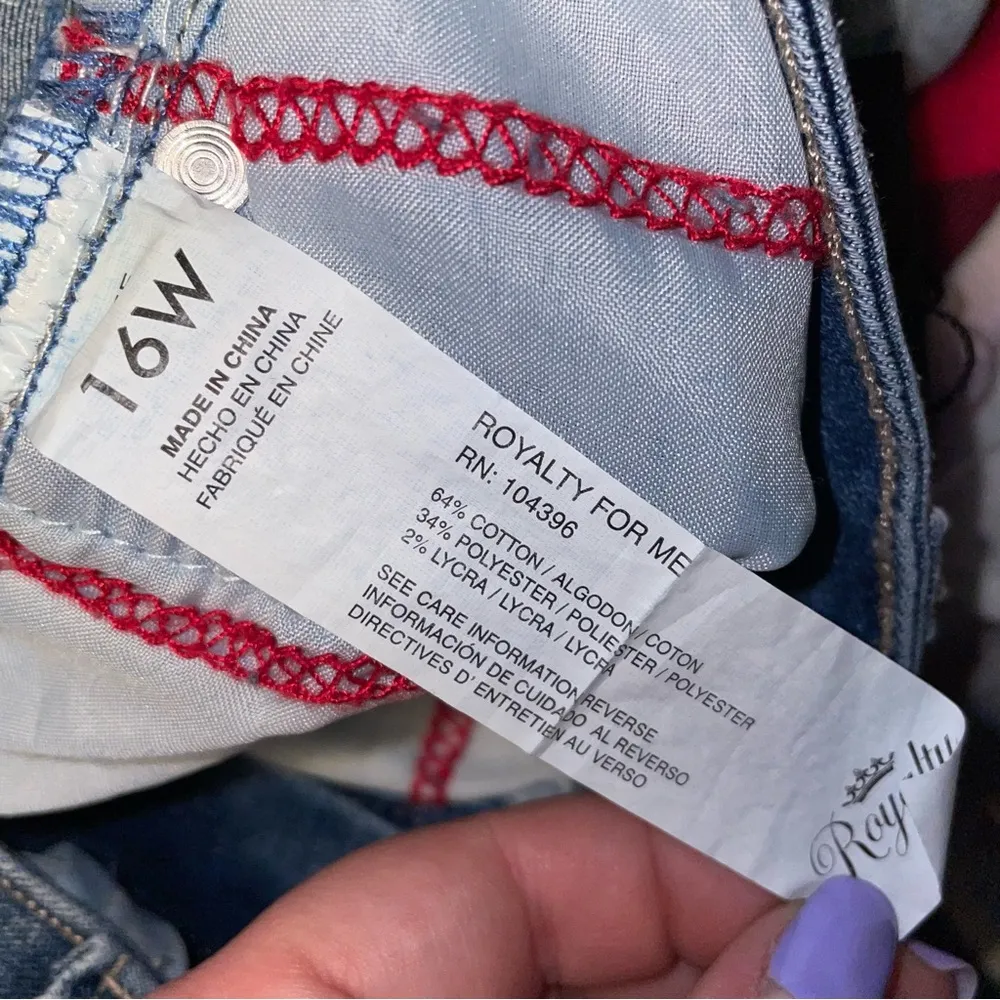 16W
MADE IN CHINA
HECHO EN CHINA
FABRIQUÉ EN CHINE
ROYALTY FOR ME
RN: 104396
64% COTTON / ALGODON / COTON
34% POLYESTER / POLIESTER / POLYESTER
2% LYCRA / LYCRA / LYCRA
SEE CARE INFORMATION REVERSE
INFORMACIÓN DE CUIDADO AL REVERSO
DIRECTIVES D' ENTRETIEN AU VERSO